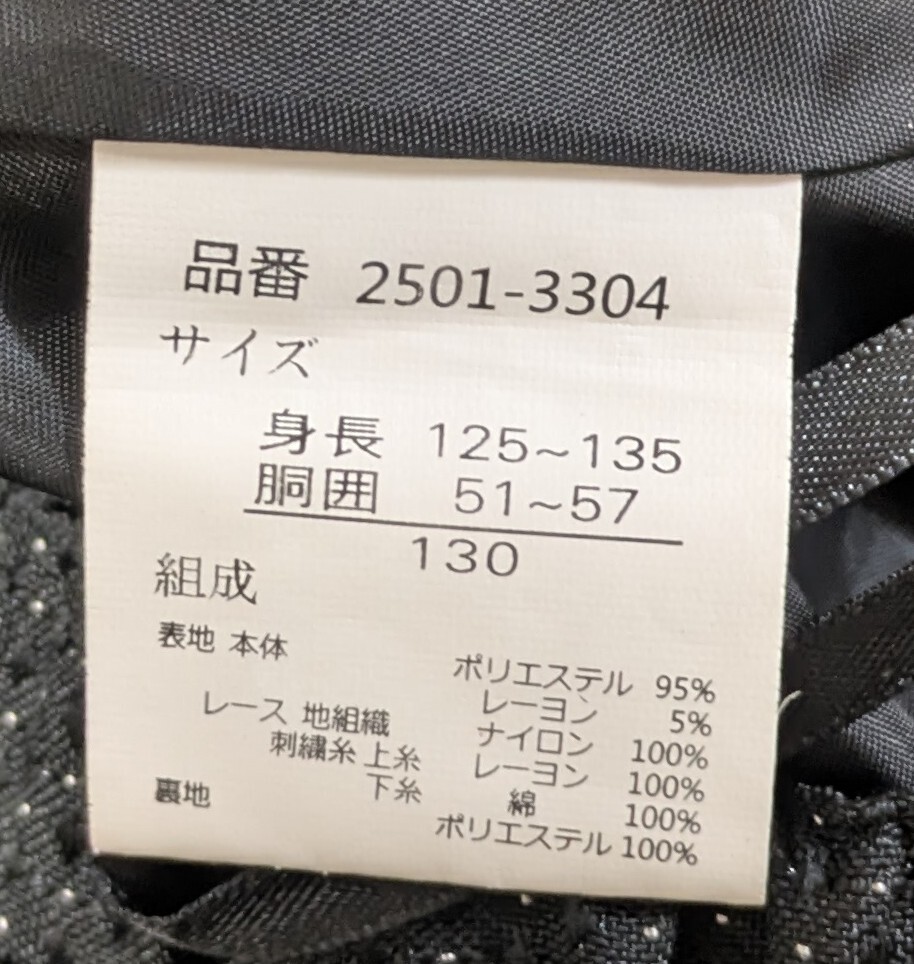 品番 2501-3304
サイズ
身長 125~135
胴囲 51~57
130
組成
表地 本体 ポリエステル 95%
レーヨン 5%
レース 地組織 ナイロン 100%
刺繍糸 上糸 レーヨン 100%
下糸 綿 100%
裏地 ポリエステル 100%